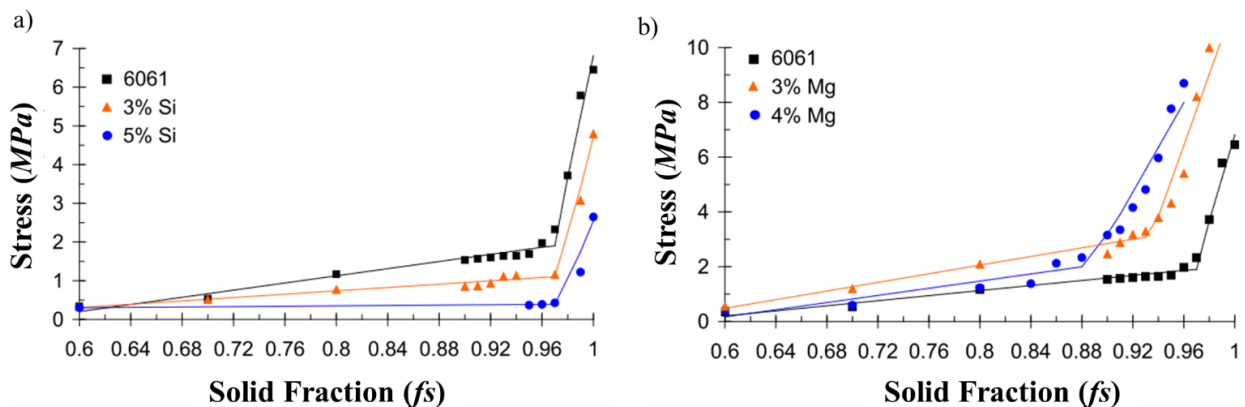 a)
7
6
5
4
3
2
1
0
Stress (MPa)
6061
3% Si
5% Si
0.6 0.64 0.68 0.72 0.76 0.8 0.84 0.88 0.92 0.96 1
Solid Fraction (fs)
b)
10
8
6
4
2
0
Stress (MPa)
6061
3% Mg
4% Mg
0.6 0.64 0.68 0.72 0.76 0.8 0.84 0.88 0.92 0.96 1
Solid Fraction (fs)